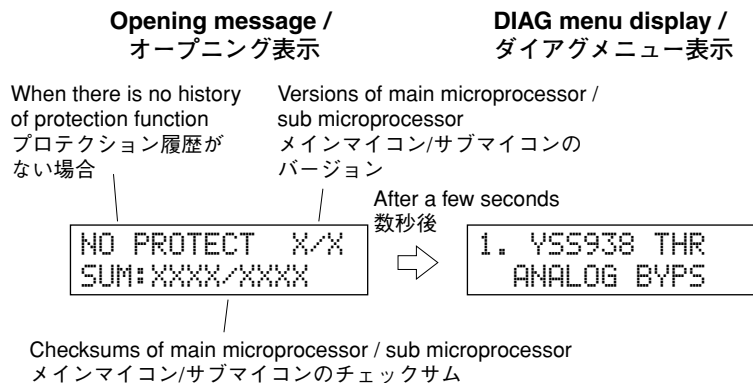 Opening message /
オープニング表示
DIAG menu display /
ダイアグメニュー表示
When there is no history
of protection function
プロテクション履歴が
ない場合
Versions of main microprocessor /
sub microprocessor
メインマイコン/サブマイコンの
バージョン
After a few seconds
数秒後
NO PROTECT X/X
SUM:XXXX/XXXX
1. YSS938 THR
ANALOG BYPS
Checksums of main microprocessor / sub microprocessor
メインマイコン/サブマイコンのチェックサム